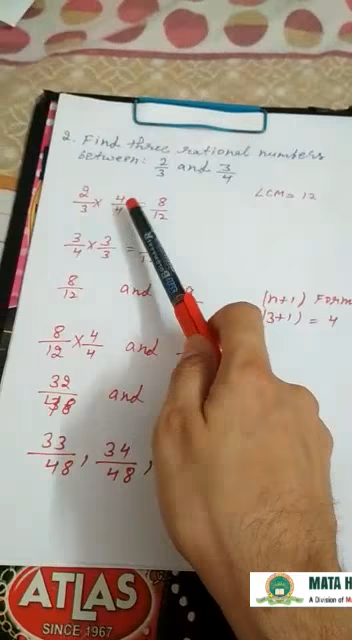 2. Find three rational numbers
between: 2/3 and 3/4
LCM = 12
2/3 × 4/4 = 8/12
3/4 × 3/3 =
8/12 and
(n+1) Form
(3+1) = 4
8/12 × 4/4 and
32/48 and
33/48, 34/48,
ATLAS
SINCE 1967
MATA H
A Division of M